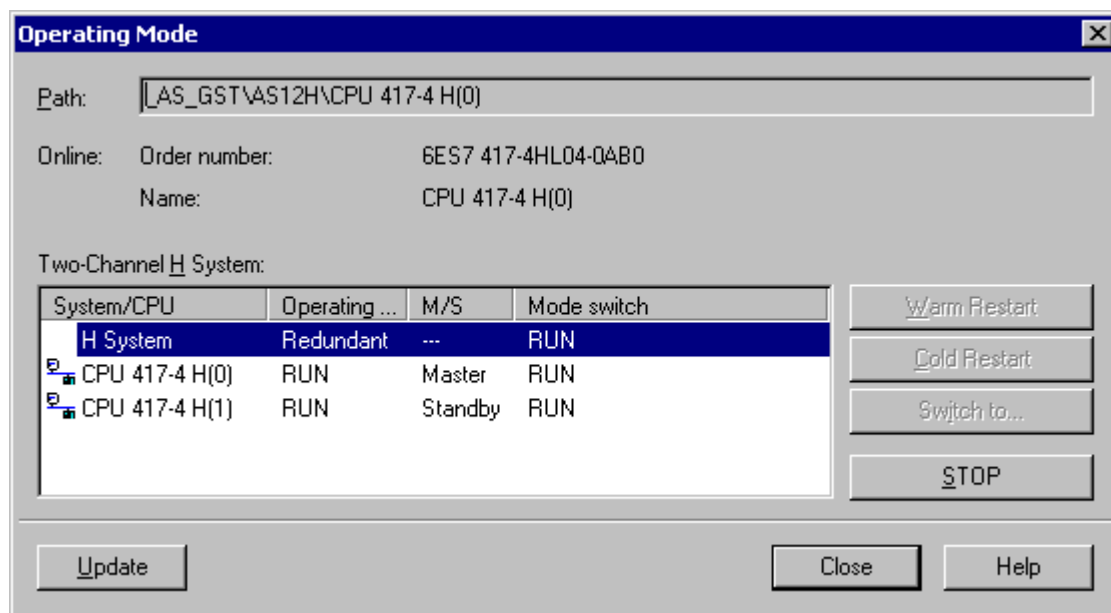 Operating Mode
Path: l_AS_GST\AS12H\CPU 417-4 H(0)
Online: Order number: 6ES7 417-4HL04-0AB0
Name: CPU 417-4 H(0)
Two-Channel H System:
System/CPU Operating ... M/S Mode switch
H System Redundant --- RUN
CPU 417-4 H(0) RUN Master RUN
CPU 417-4 H(1) RUN Standby RUN
Warm Restart
Cold Restart
Switch to...
STOP
Update Close Help